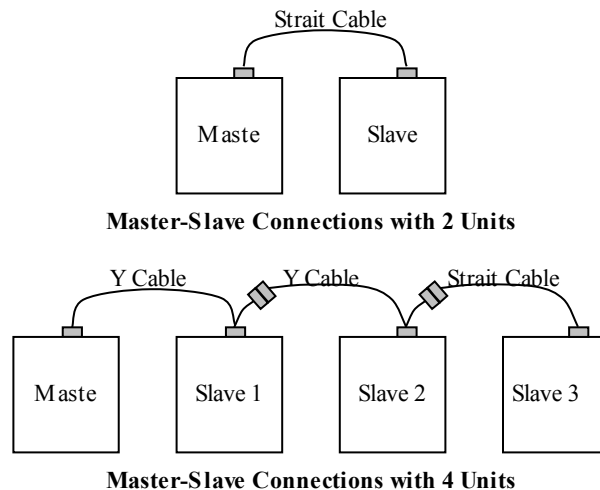 Strait Cable
Maste Slave
Master-Slave Connections with 2 Units
Y Cable Y Cable Strait Cable
Maste Slave 1 Slave 2 Slave 3
Master-Slave Connections with 4 Units